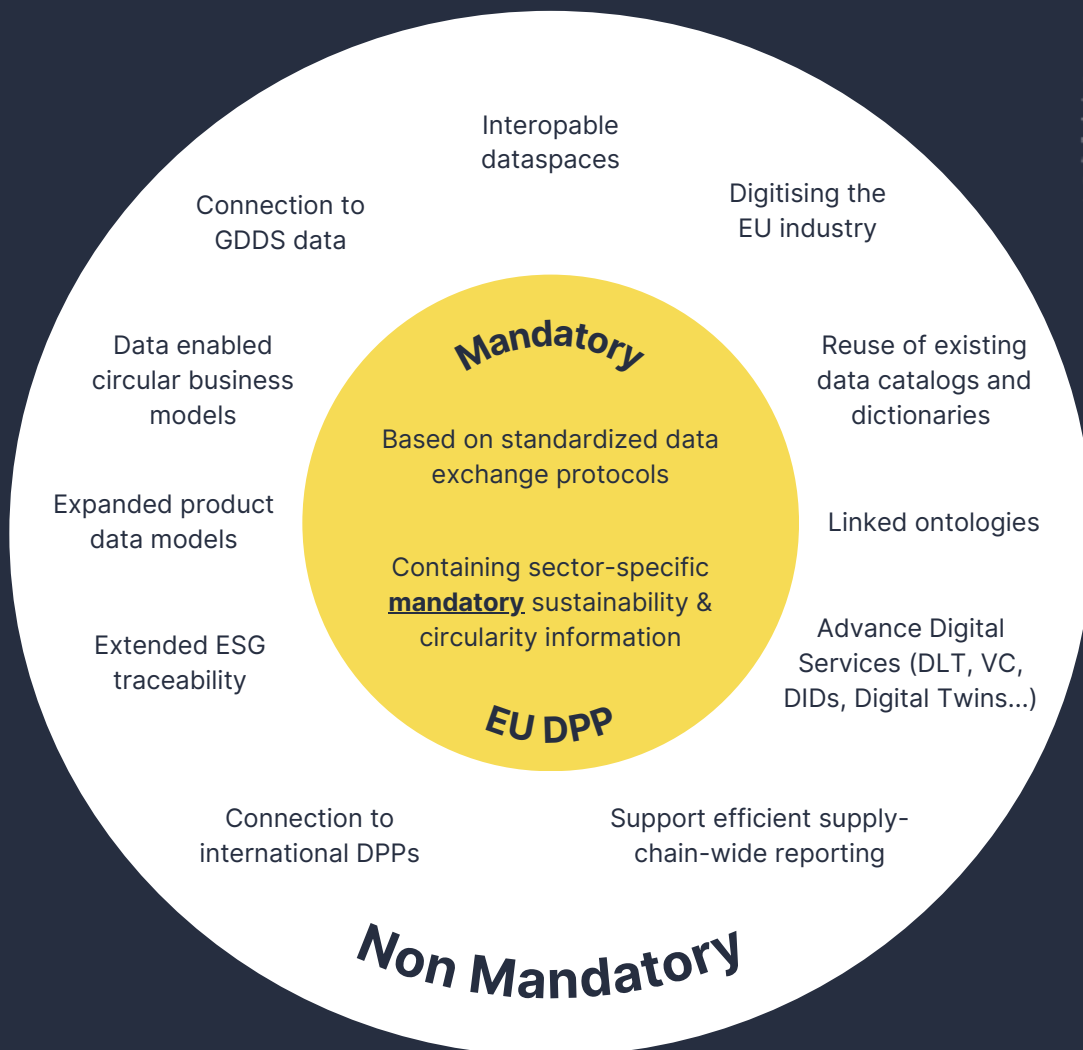 Interopable
dataspaces
Digitising the
EU industry
Connection to
GDDS data
Data enabled
circular business
models
Reuse of existing
data catalogs and
dictionaries
Mandatory
Based on standardized data
exchange protocols
Expanded product
data models
Linked ontologies
Containing sector-specific
mandatory sustainability &
circularity information
Extended ESG
traceability
Advance Digital
Services (DLT, VC,
DIDs, Digital Twins...)
EU DPP
Connection to
international DPPs
Support efficient supply-
chain-wide reporting
Non Mandatory